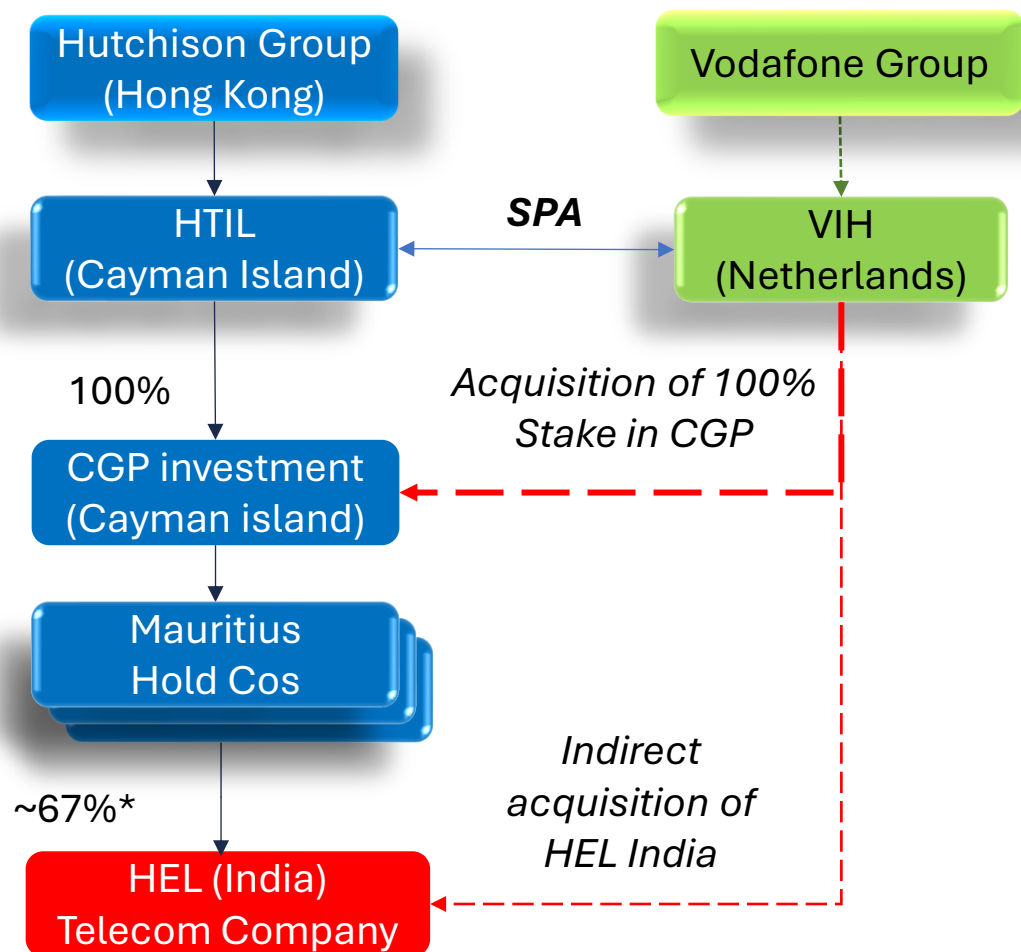 Hutchison Group
(Hong Kong)
Vodafone Group
HTIL
(Cayman Island)
SPA
VIH
(Netherlands)
100%
Acquisition of 100%
Stake in CGP
CGP investment
(Cayman island)
Mauritius
Hold Cos
~67%*
Indirect
acquisition of
HEL India
HEL (India)
Telecom Company